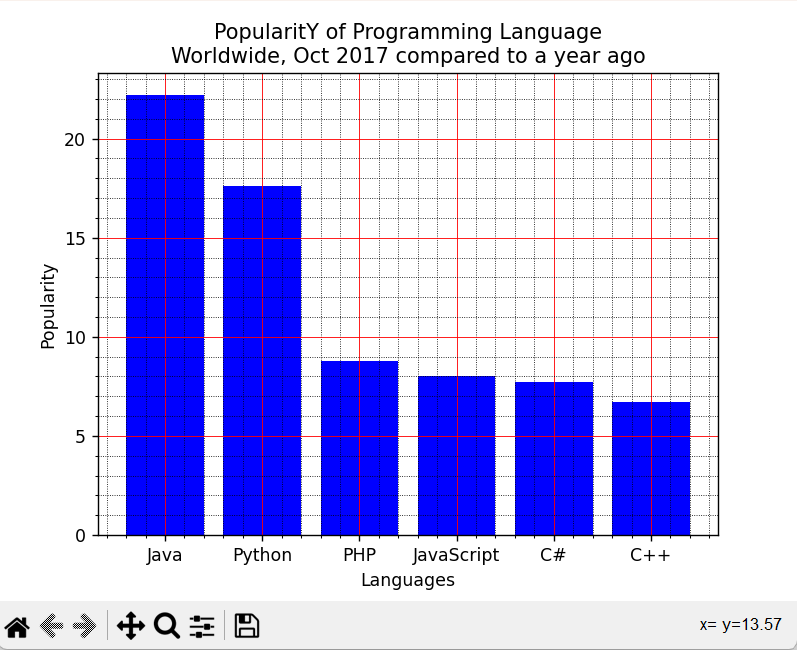 PopularitY of Programming Language
Worldwide, Oct 2017 compared to a year ago
Popularity
20
15
10
5
0
Java Python PHP JavaScript C# C++
Languages
x= y=13.57